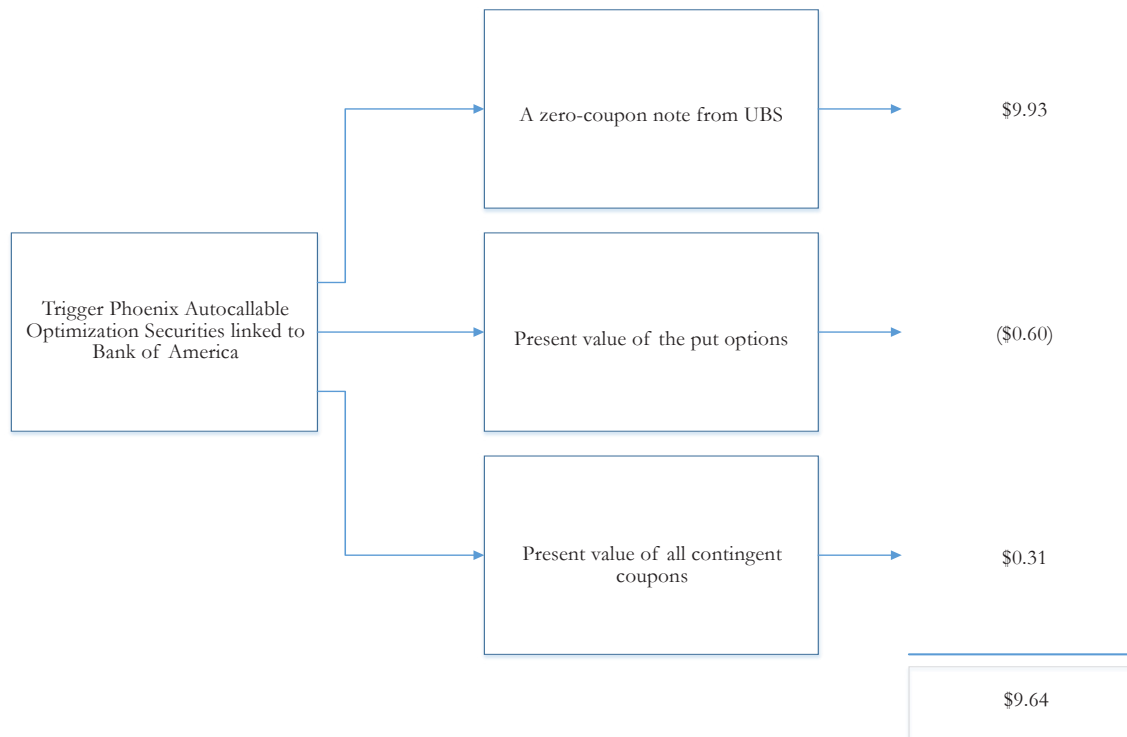 A zero-coupon note from UBS
$9.93
Trigger Phoenix Autocallable
Optimization Securities linked to
Bank of America
Present value of the put options
($0.60)
Present value of all contingent
coupons
$0.31
$9.64